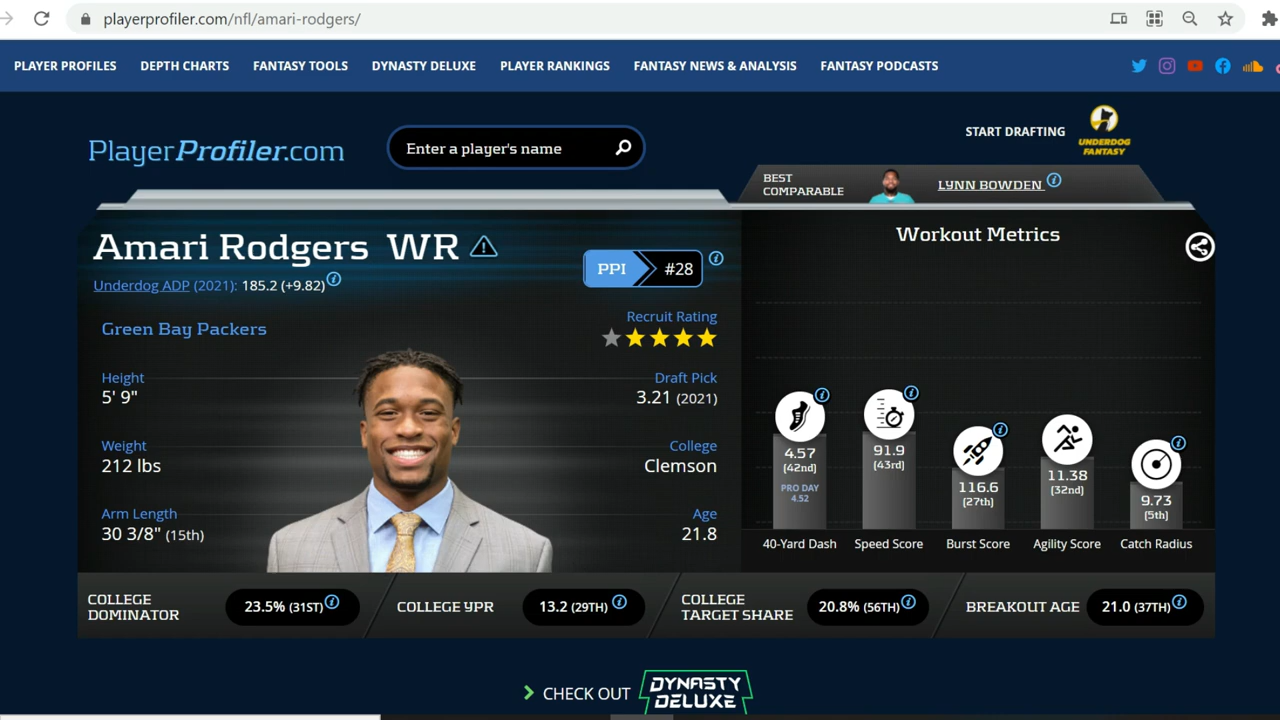 playerprofiler.com/nfl/amari-rodgers/
PLAYER PROFILES DEPTH CHARTS FANTASY TOOLS DYNASTY DELUXE PLAYER RANKINGS FANTASY NEWS & ANALYSIS FANTASY PODCASTS
PlayerProfiler.com
Enter a player's name
START DRAFTING
UNDERDOG
FANTASY
BEST
COMPARABLE
LYNN BOWDEN
Amari Rodgers WR
Underdog ADP (2021): 185.2 (+9.82)
PPI #28
Green Bay Packers
Recruit Rating
Height
5' 9"
Draft Pick
3.21 (2021)
Weight
212 lbs
College
Clemson
Arm Length
30 3/8" (15th)
Age
21.8
Workout Metrics
4.57
(42nd)
PRO DAY
4.52
40-Yard Dash
91.9
(43rd)
Speed Score
116.6
(27th)
Burst Score
11.38
(32nd)
Agility Score
9.73
(5th)
Catch Radius
COLLEGE
DOMINATOR
23.5% (31ST)
COLLEGE YPR
13.2 (29TH)
COLLEGE
TARGET SHARE
20.8% (56TH)
BREAKOUT AGE
21.0 (37TH)
CHECK OUT
DYNASTY
DELUXE